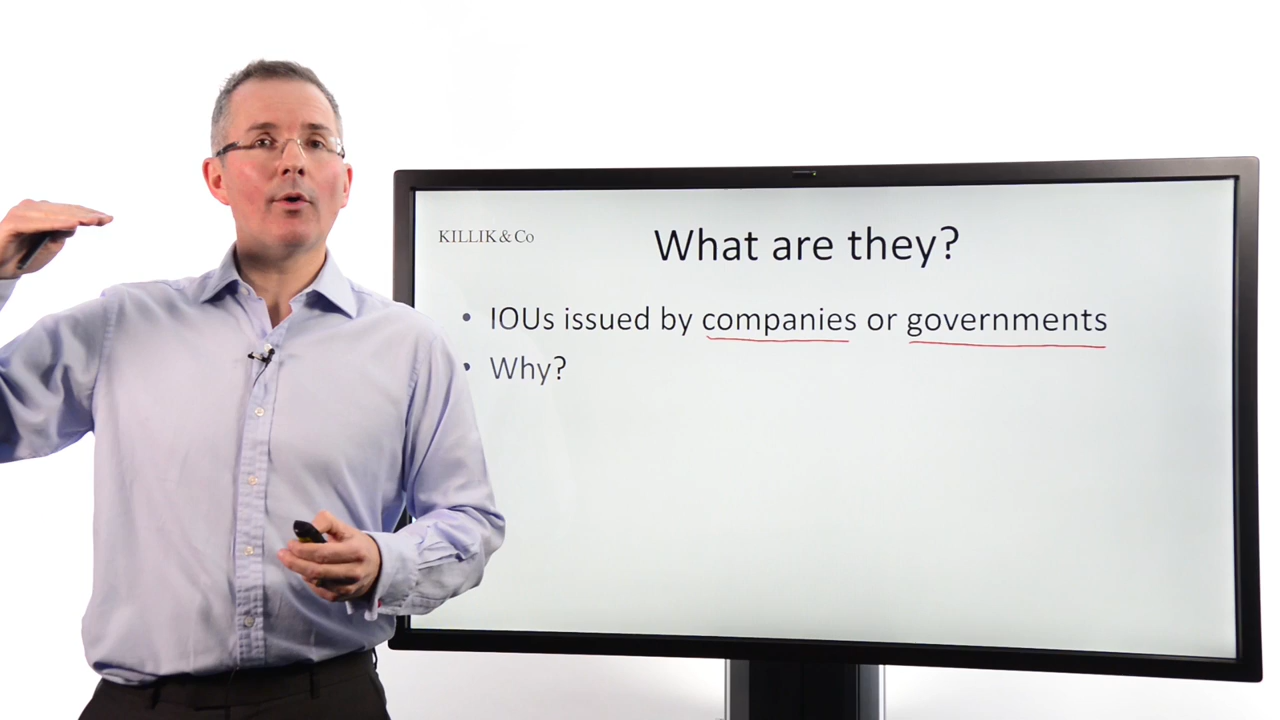 KILLIK & Co
What are they?
• IOUs issued by companies or governments
• Why?